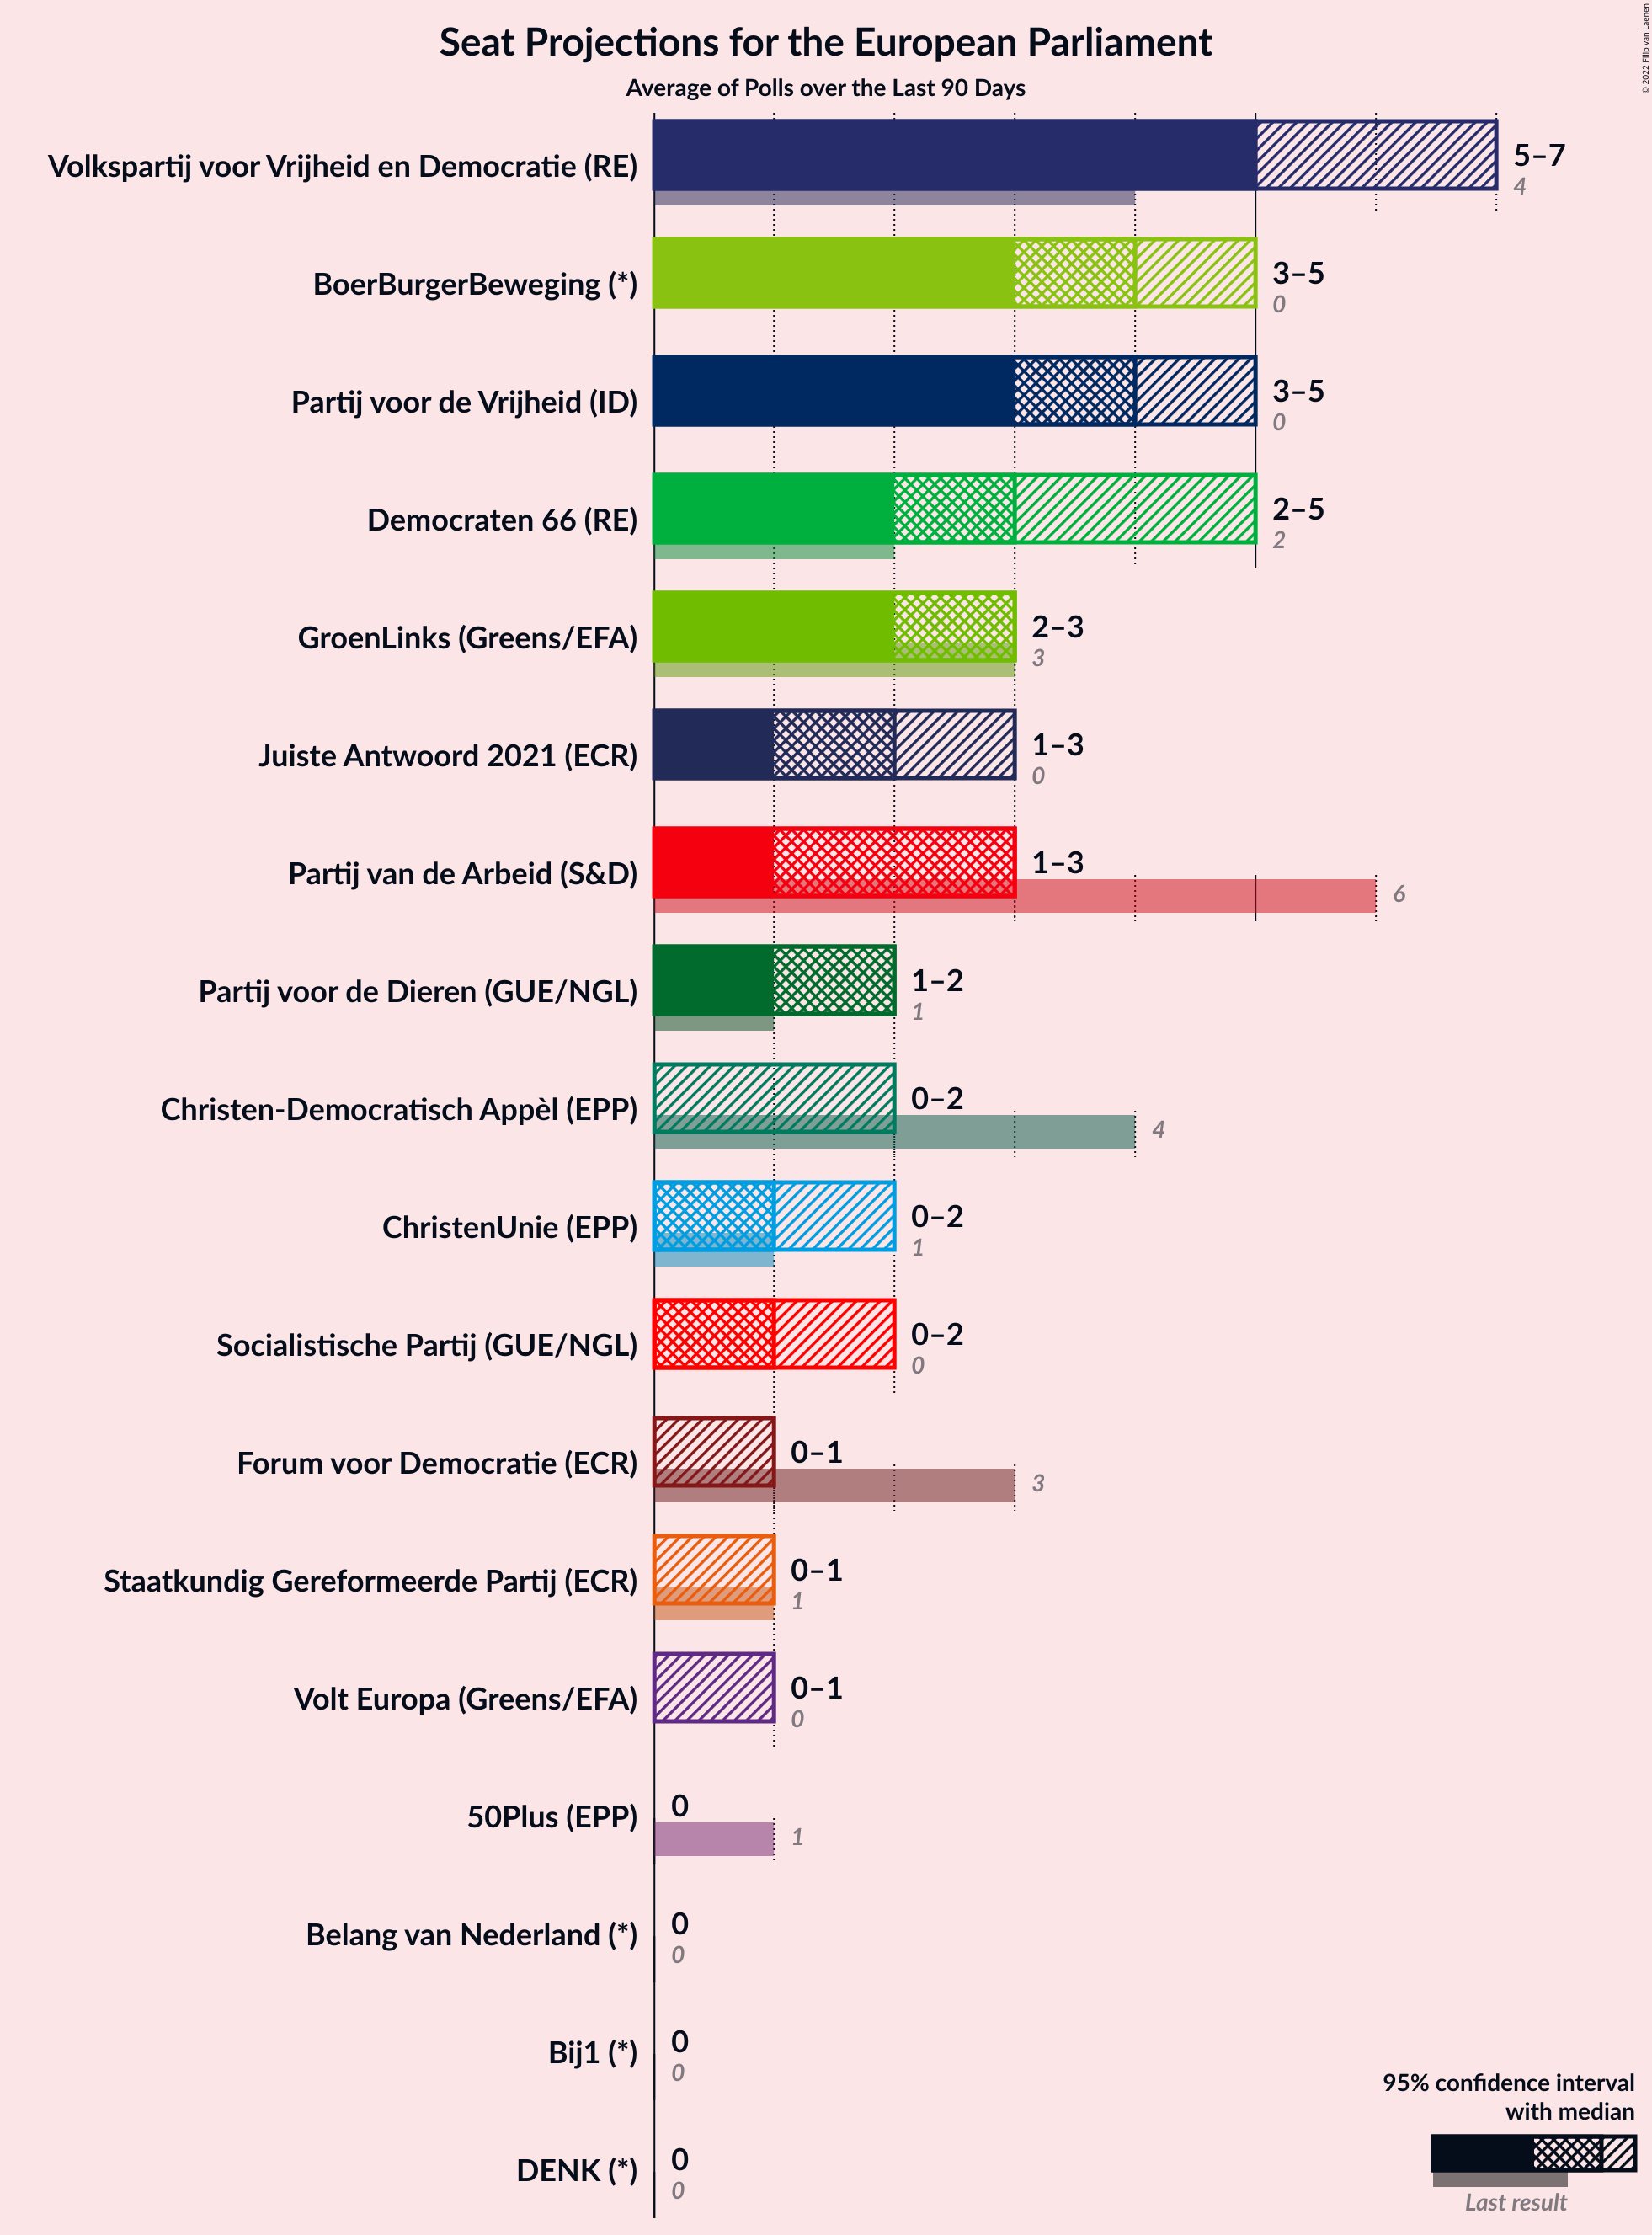 Seat Projections for the European Parliament
Average of Polls over the Last 90 Days
© 2022 Filip van Laenen
Volkspartij voor Vrijheid en Democratie (RE)
5–7
4
BoerBurgerBeweging (*)
3–5
0
Partij voor de Vrijheid (ID)
3–5
0
Democraten 66 (RE)
2–5
2
GroenLinks (Greens/EFA)
2–3
3
Juiste Antwoord 2021 (ECR)
1–3
0
Partij van de Arbeid (S&D)
1–3
6
Partij voor de Dieren (GUE/NGL)
1–2
1
Christen-Democratisch Appèl (EPP)
0–2
4
ChristenUnie (EPP)
0–2
1
Socialistische Partij (GUE/NGL)
0–2
0
Forum voor Democratie (ECR)
0–1
3
Staatkundig Gereformeerde Partij (ECR)
0–1
1
Volt Europa (Greens/EFA)
0–1
0
50Plus (EPP)
0
1
Belang van Nederland (*)
0
0
Bij1 (*)
0
0
DENK (*)
0
0
95% confidence interval
with median
Last result